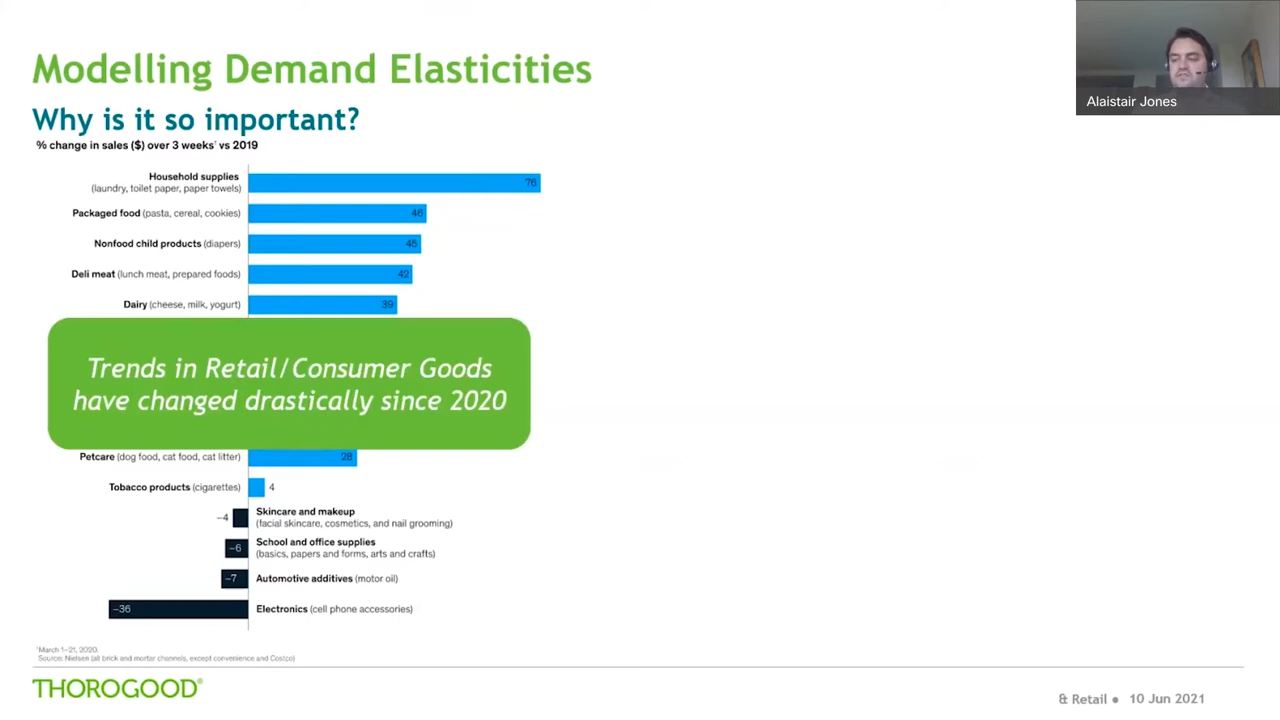 Modelling Demand Elasticities
Why is it so important?
% change in sales ($) over 3 weeks¹ vs 2019
Household supplies
(laundry, toilet paper, paper towels)
76
Packaged food (pasta, cereal, cookies)
46
Nonfood child products (diapers)
45
Deli meat (lunch meat, prepared foods)
42
Dairy (cheese, milk, yogurt)
39
Trends in Retail/Consumer Goods
have changed drastically since 2020
Petcare (dog food, cat food, cat litter)
28
Tobacco products (cigarettes)
4
–4
Skincare and makeup
(facial skincare, cosmetics, and nail grooming)
–6
School and office supplies
(basics, papers and forms, arts and crafts)
–7
Automotive additives (motor oil)
–36
Electronics (cell phone accessories)
¹March 1–21, 2020.
Source: Nielsen (all brick and mortar channels, except convenience and Costco)
THOROGOOD®
& Retail ● 10 Jun 2021
Alaistair Jones